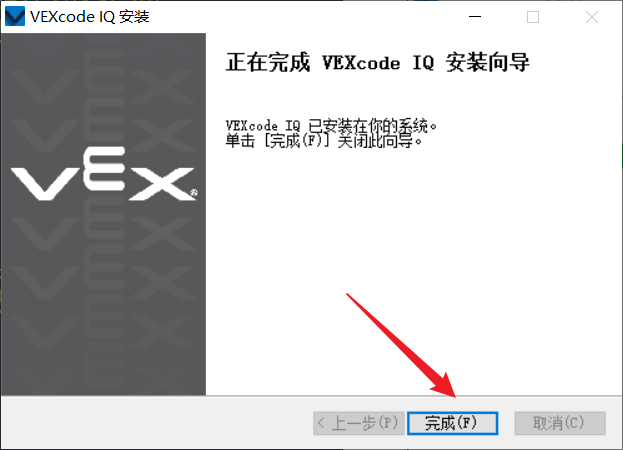 VEXcode IQ 安装
正在完成 VEXcode IQ 安装向导
VEXcode IQ 已安装在你的系统。
单击 [完成(F)] 关闭此向导。
VEX®
< 上一步(P)
完成(F)
取消(C)